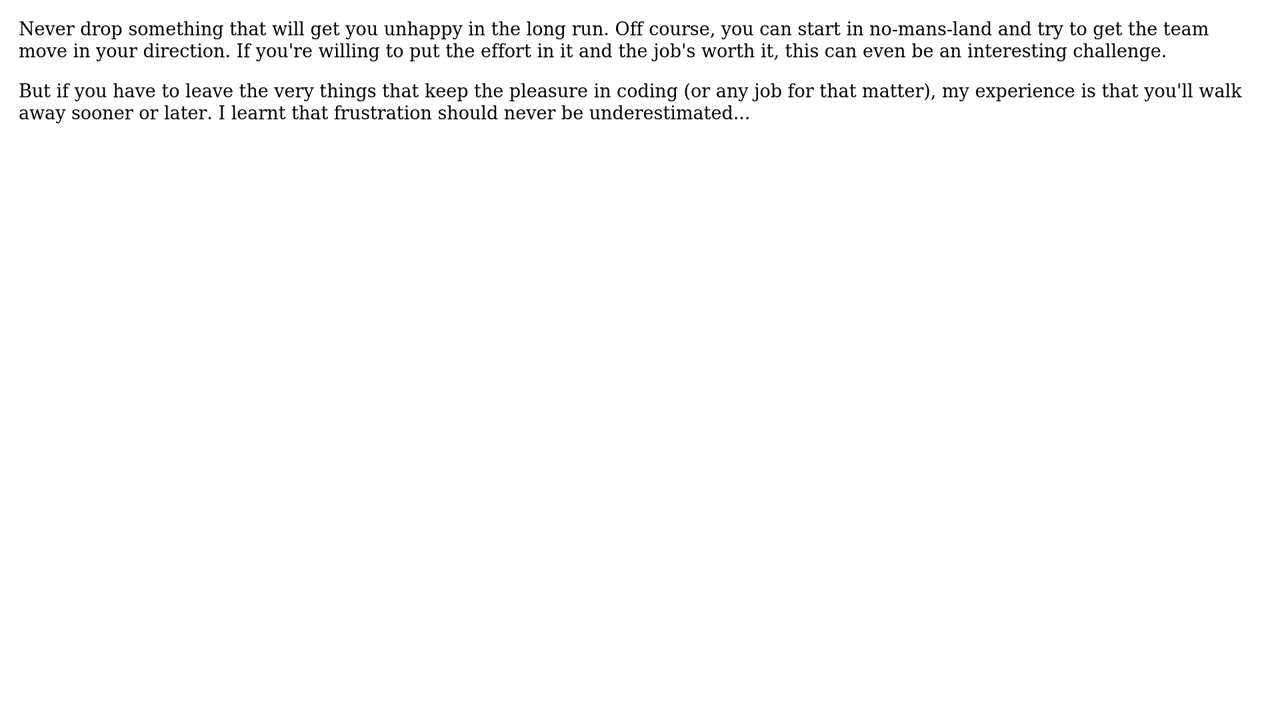 Never drop something that will get you unhappy in the long run. Off course, you can start in no-mans-land and try to get the team
move in your direction. If you're willing to put the effort in it and the job's worth it, this can even be an interesting challenge.
But if you have to leave the very things that keep the pleasure in coding (or any job for that matter), my experience is that you'll walk
away sooner or later. I learnt that frustration should never be underestimated...